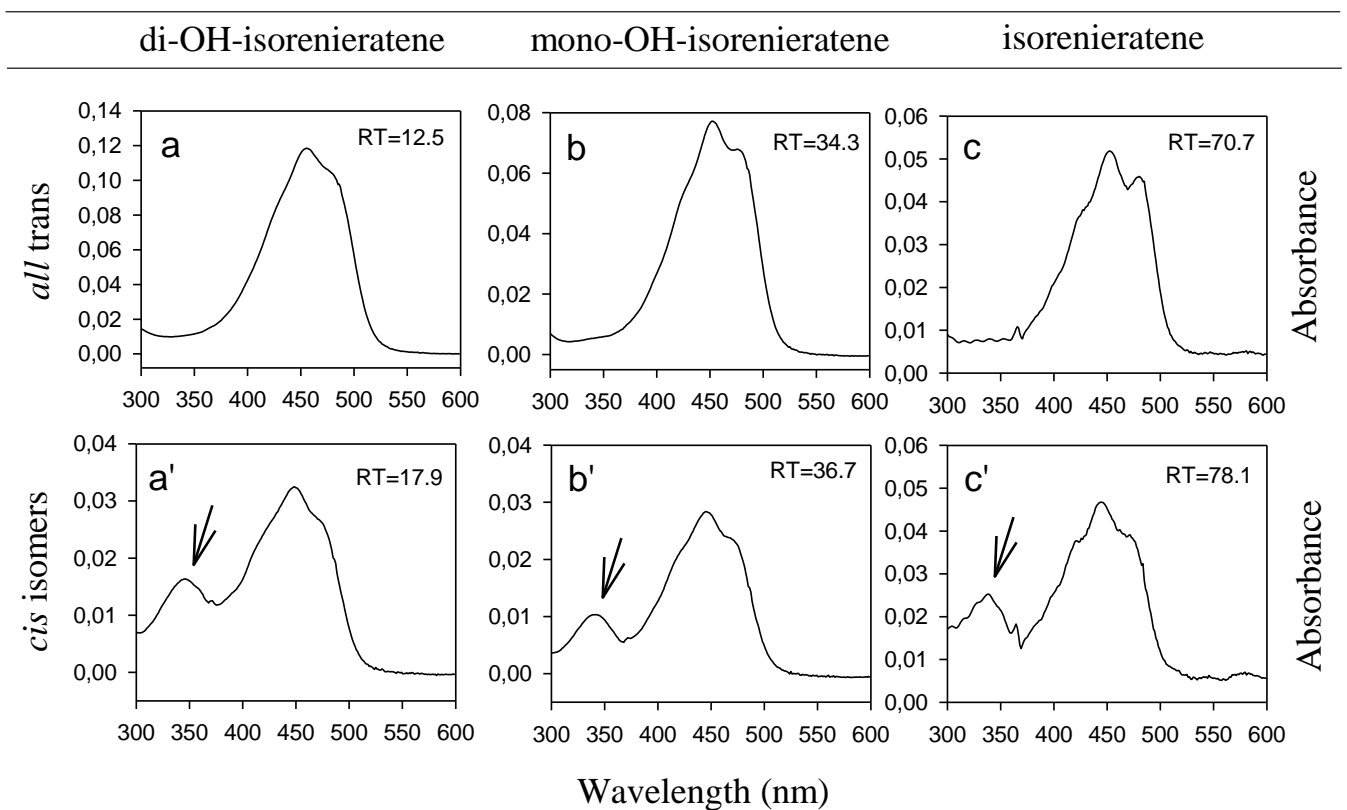 di-OH-isorenieratene mono-OH-isorenieratene isorenieratene
all trans
a
RT=12.5
0,14
0,12
0,10
0,08
0,06
0,04
0,02
0,00
300 350 400 450 500 550 600
b
RT=34.3
0,08
0,06
0,04
0,02
0,00
300 350 400 450 500 550 600
c
RT=70.7
0,06
0,05
0,04
0,03
0,02
0,01
0,00
300 350 400 450 500 550 600
Absorbance
cis isomers
a'
RT=17.9
0,04
0,03
0,02
0,01
0,00
300 350 400 450 500 550 600
b'
RT=36.7
0,04
0,03
0,02
0,01
0,00
300 350 400 450 500 550 600
c'
RT=78.1
0,06
0,05
0,04
0,03
0,02
0,01
0,00
300 350 400 450 500 550 600
Absorbance
Wavelength (nm)